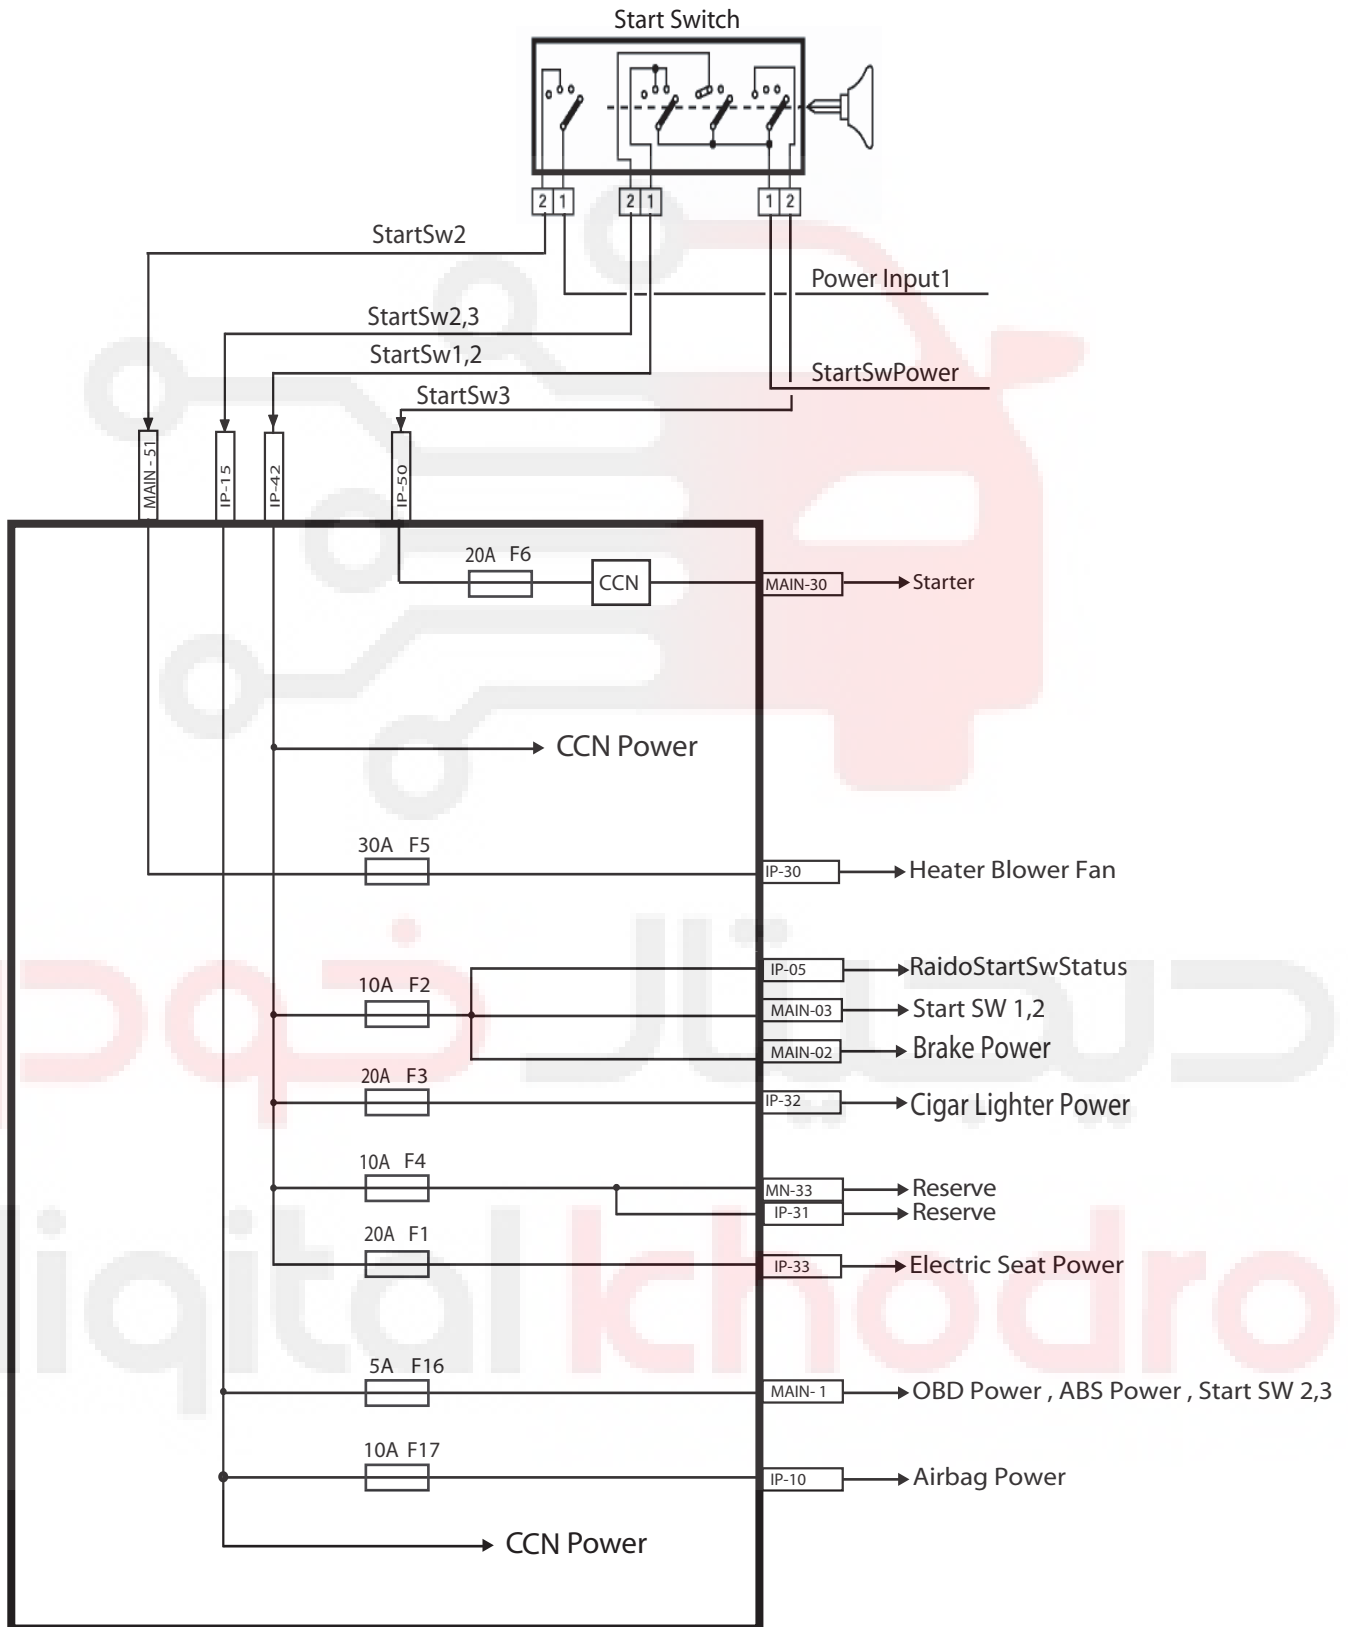 Start Switch
2 1
2 1
1 2
StartSw2
Power Input1
StartSw2,3
StartSw1,2
StartSwPower
StartSw3
MAIN - 51
IP-15
IP-42
IP-50
20A F6
CCN
MAIN-30
Starter
CCN Power
30A F5
IP-30
Heater Blower Fan
IP-05
RaidoStartSwStatus
10A F2
MAIN-03
Start SW 1,2
MAIN-02
Brake Power
20A F3
IP-32
Cigar Lighter Power
10A F4
MN-33
Reserve
IP-31
Reserve
20A F1
IP-33
Electric Seat Power
5A F16
MAIN- 1
OBD Power , ABS Power , Start SW 2,3
10A F17
IP-10
Airbag Power
CCN Power
دیجیتال خودرو
digital khodro